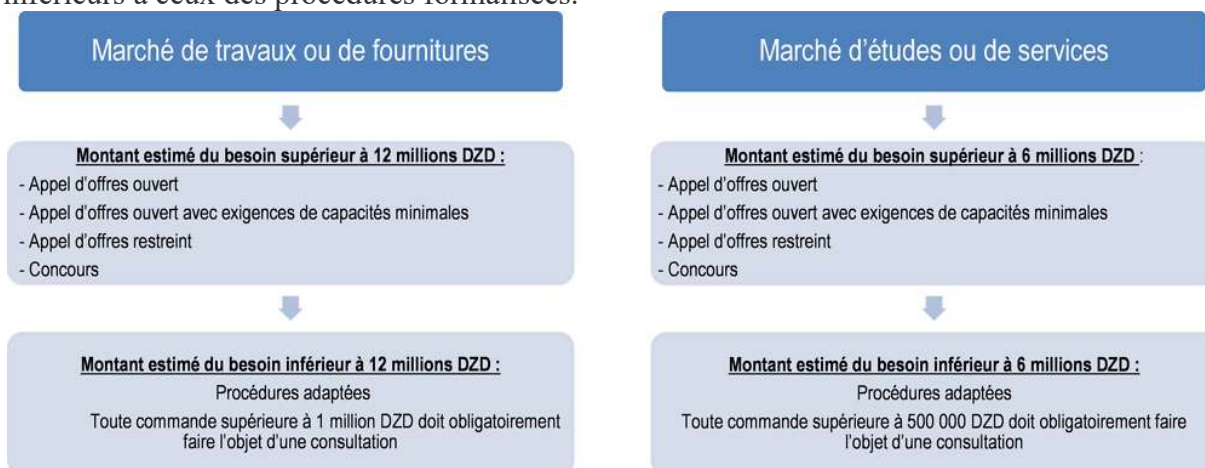 inférieurs à ceux des procédures formalisées.
Marché de travaux ou de fournitures
Montant estimé du besoin supérieur à 12 millions DZD :
- Appel d'offres ouvert
- Appel d'offres ouvert avec exigences de capacités minimales
- Appel d'offres restreint
- Concours
Montant estimé du besoin inférieur à 12 millions DZD :
Procédures adaptées
Toute commande supérieure à 1 million DZD doit obligatoirement
faire l'objet d'une consultation
Marché d'études ou de services
Montant estimé du besoin supérieur à 6 millions DZD :
- Appel d'offres ouvert
- Appel d'offres ouvert avec exigences de capacités minimales
- Appel d'offres restreint
- Concours
Montant estimé du besoin inférieur à 6 millions DZD :
Procédures adaptées
Toute commande supérieure à 500 000 DZD doit obligatoirement faire
l'objet d'une consultation